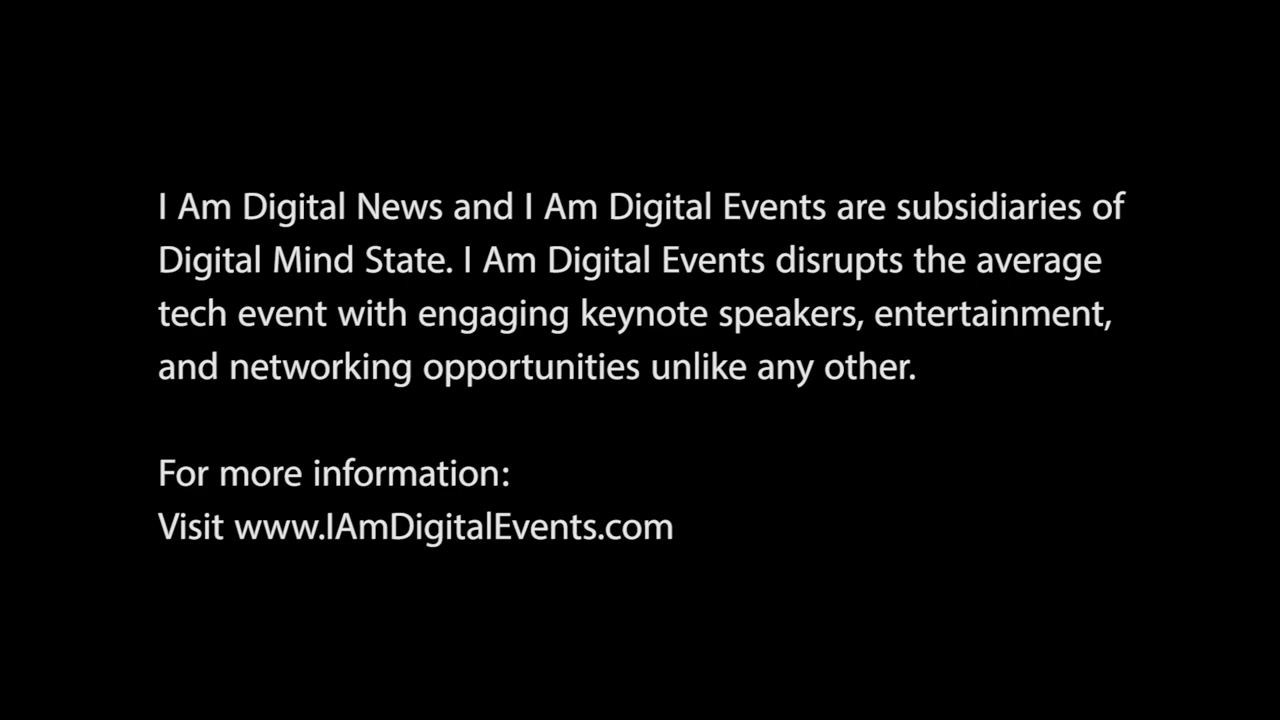 I Am Digital News and I Am Digital Events are subsidiaries of
Digital Mind State. I Am Digital Events disrupts the average
tech event with engaging keynote speakers, entertainment,
and networking opportunities unlike any other.
For more information:
Visit www.IAmDigitalEvents.com